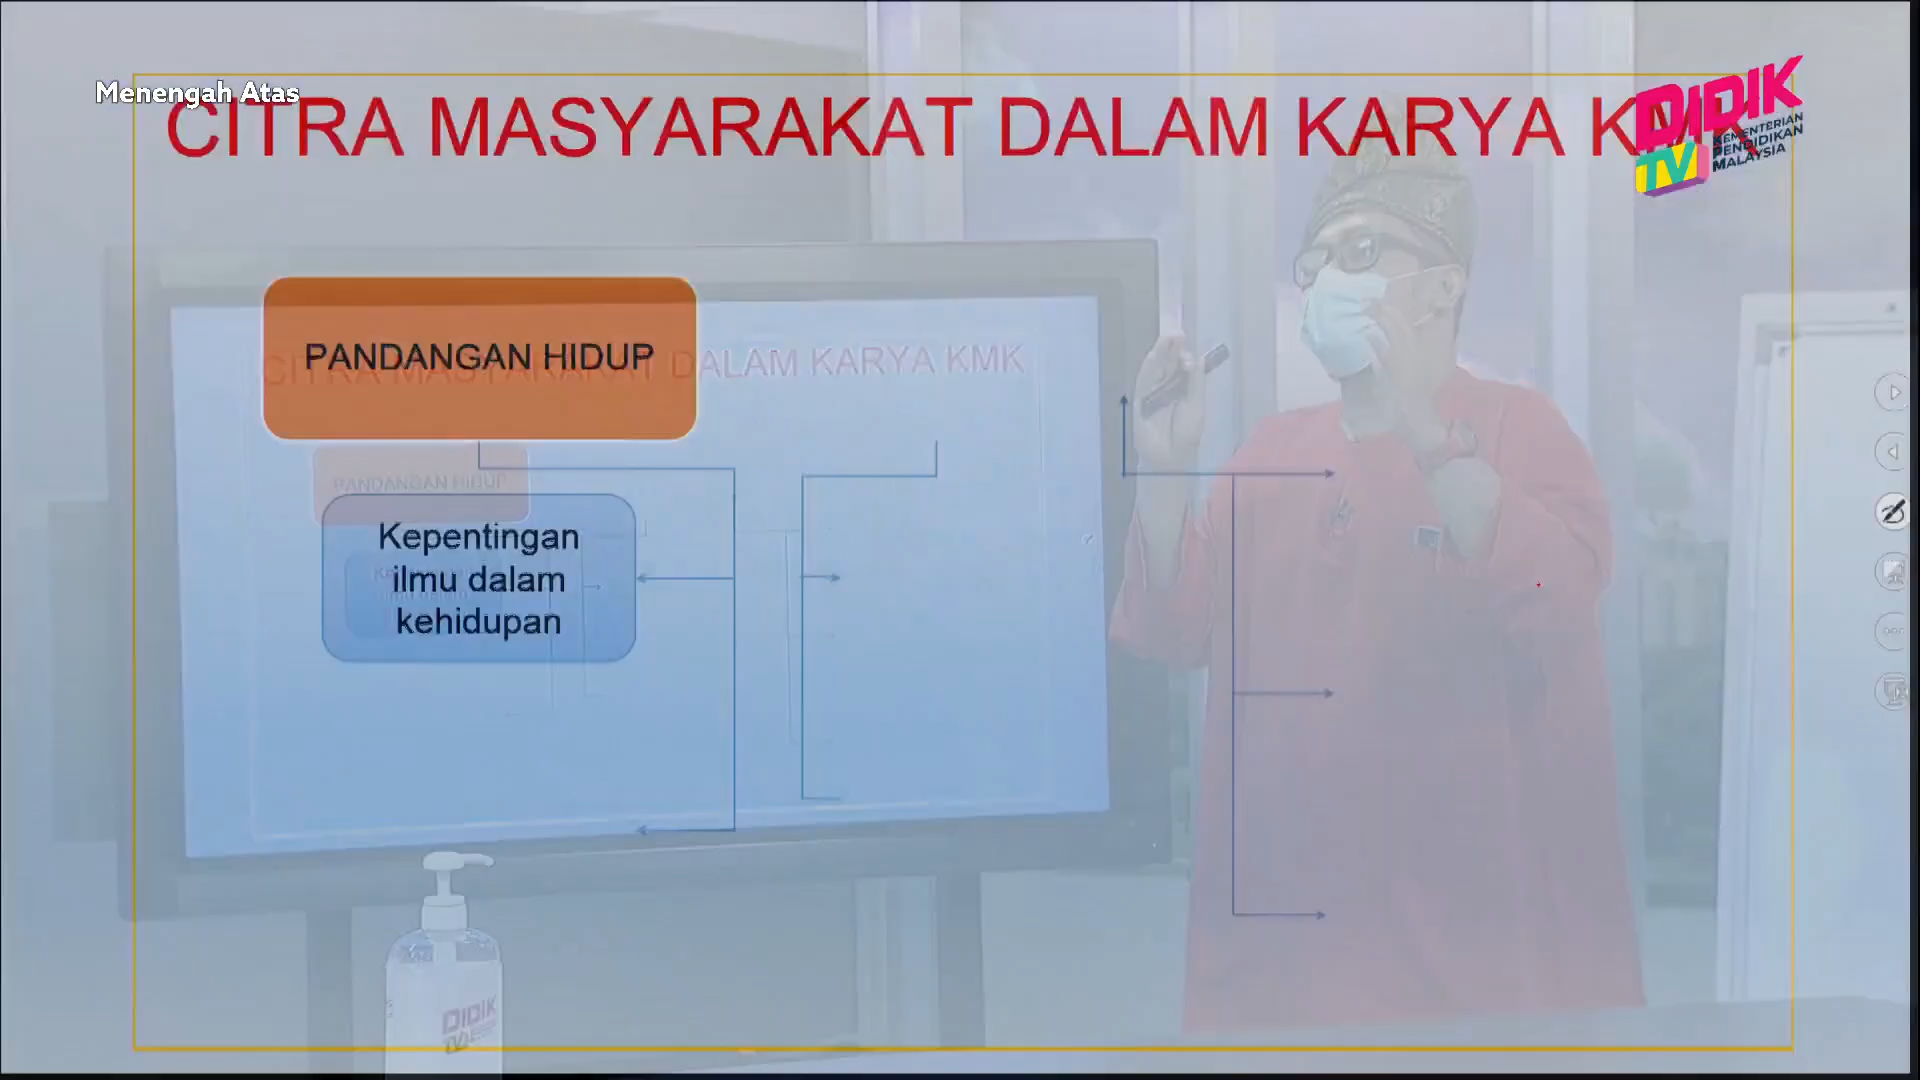 Menengah Atas
CITRA MASYARAKAT DALAM KARYA KMK
DIDIK
TV
KEMENTERIAN
PENDIDIKAN
MALAYSIA
CITRA MASYARAKAT DALAM KARYA KMK
PANDANGAN HIDUP
PANDANGAN HIDUP
Kepentingan
ilmu dalam
kehidupan
DIDIK
TV